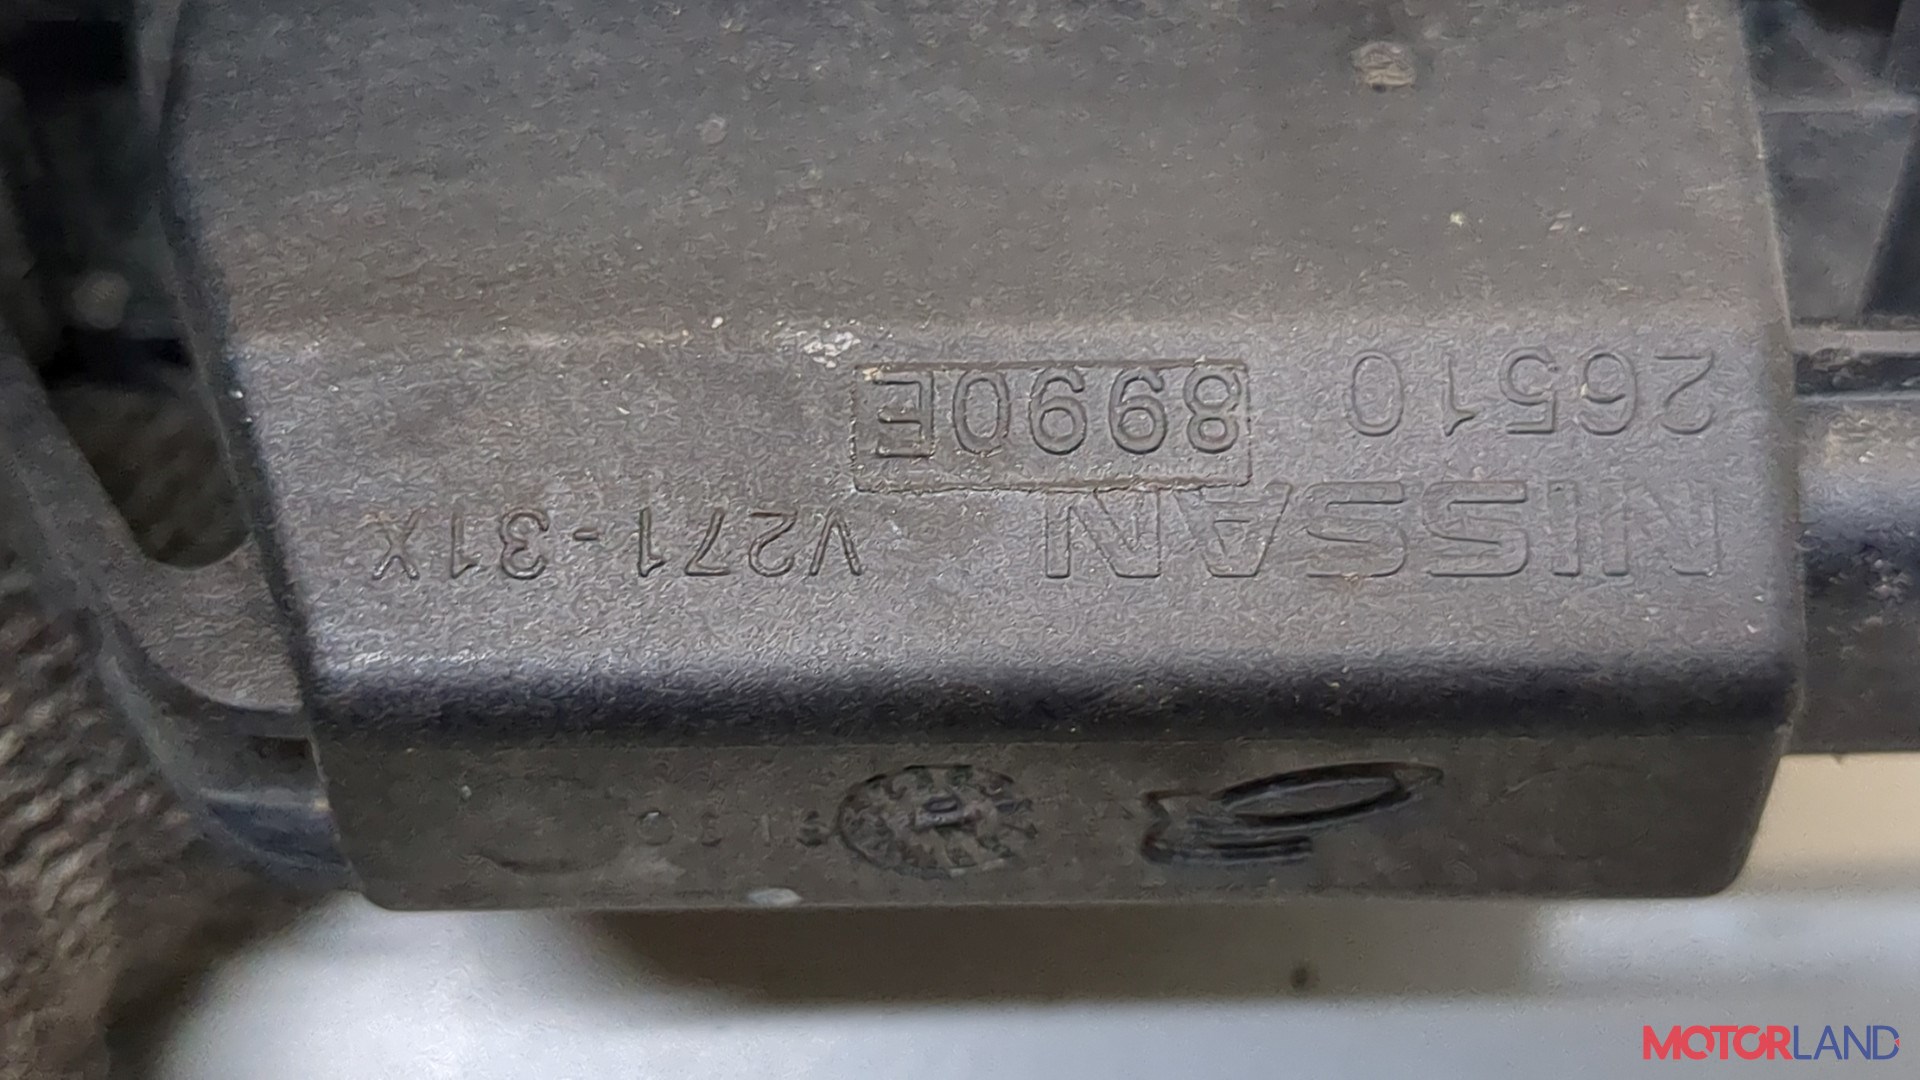 NISSAN V271-31X
26510 8990E
MOTORLAND